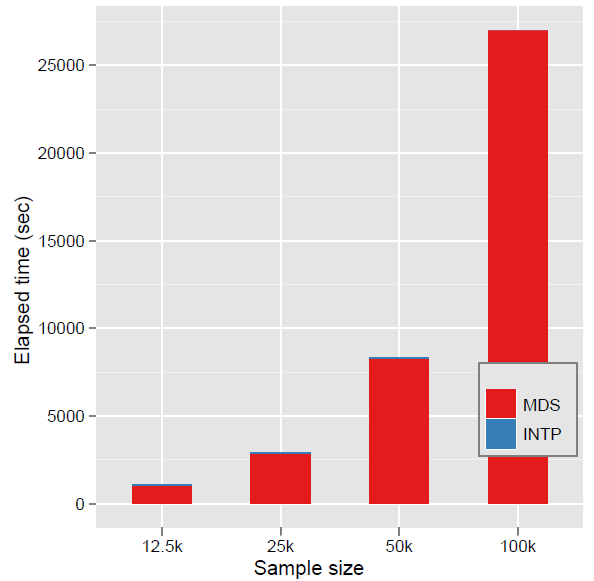 Elapsed time (sec)
25000
20000
15000
10000
5000
0
MDS
INTP
12.5k 25k 50k 100k
Sample size